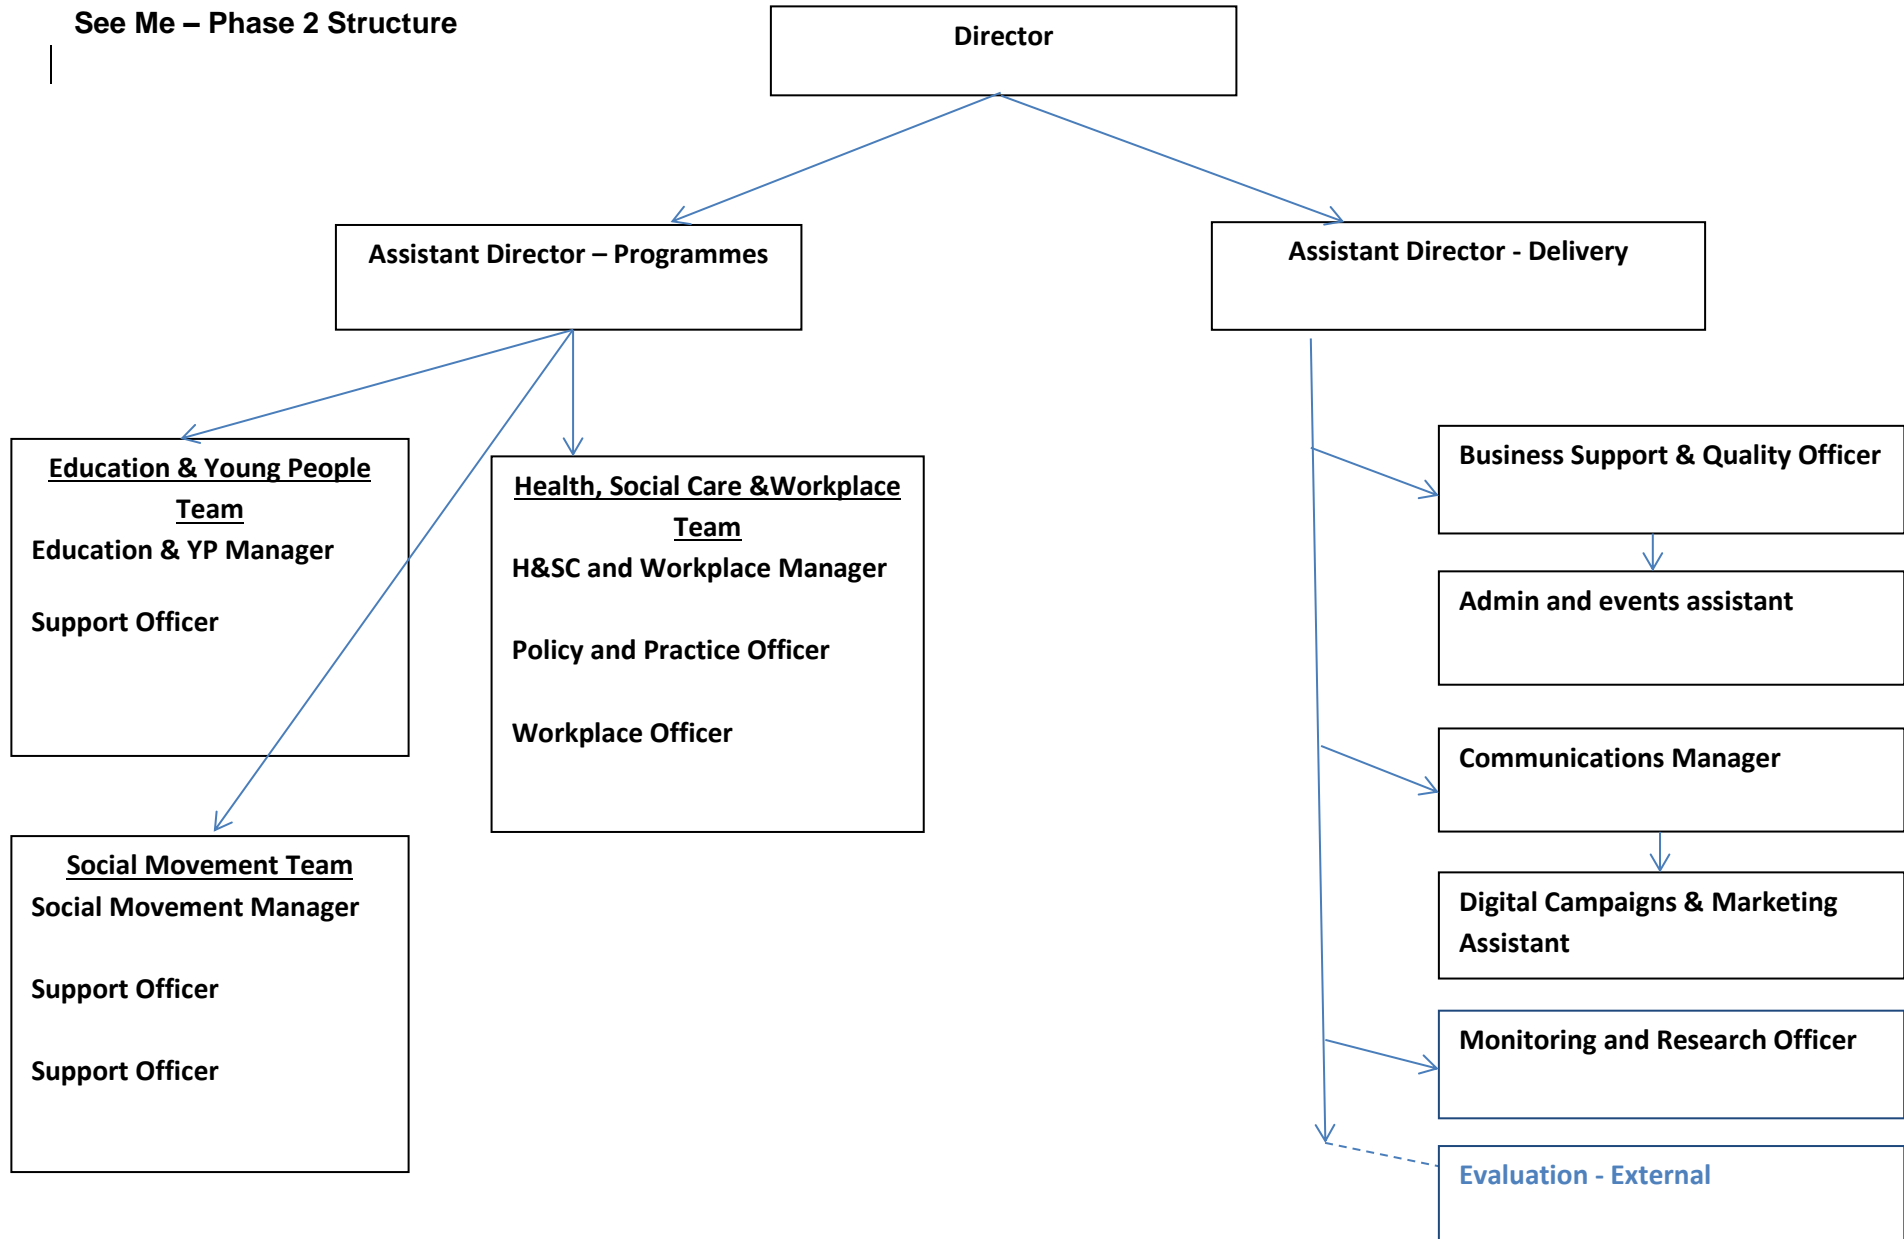 See Me – Phase 2 Structure
Director
Assistant Director – Programmes
Assistant Director - Delivery
Education & Young People
Team
Education & YP Manager
Support Officer
Health, Social Care &Workplace
Team
H&SC and Workplace Manager
Policy and Practice Officer
Workplace Officer
Social Movement Team
Social Movement Manager
Support Officer
Support Officer
Business Support & Quality Officer
Admin and events assistant
Communications Manager
Digital Campaigns & Marketing
Assistant
Monitoring and Research Officer
Evaluation - External